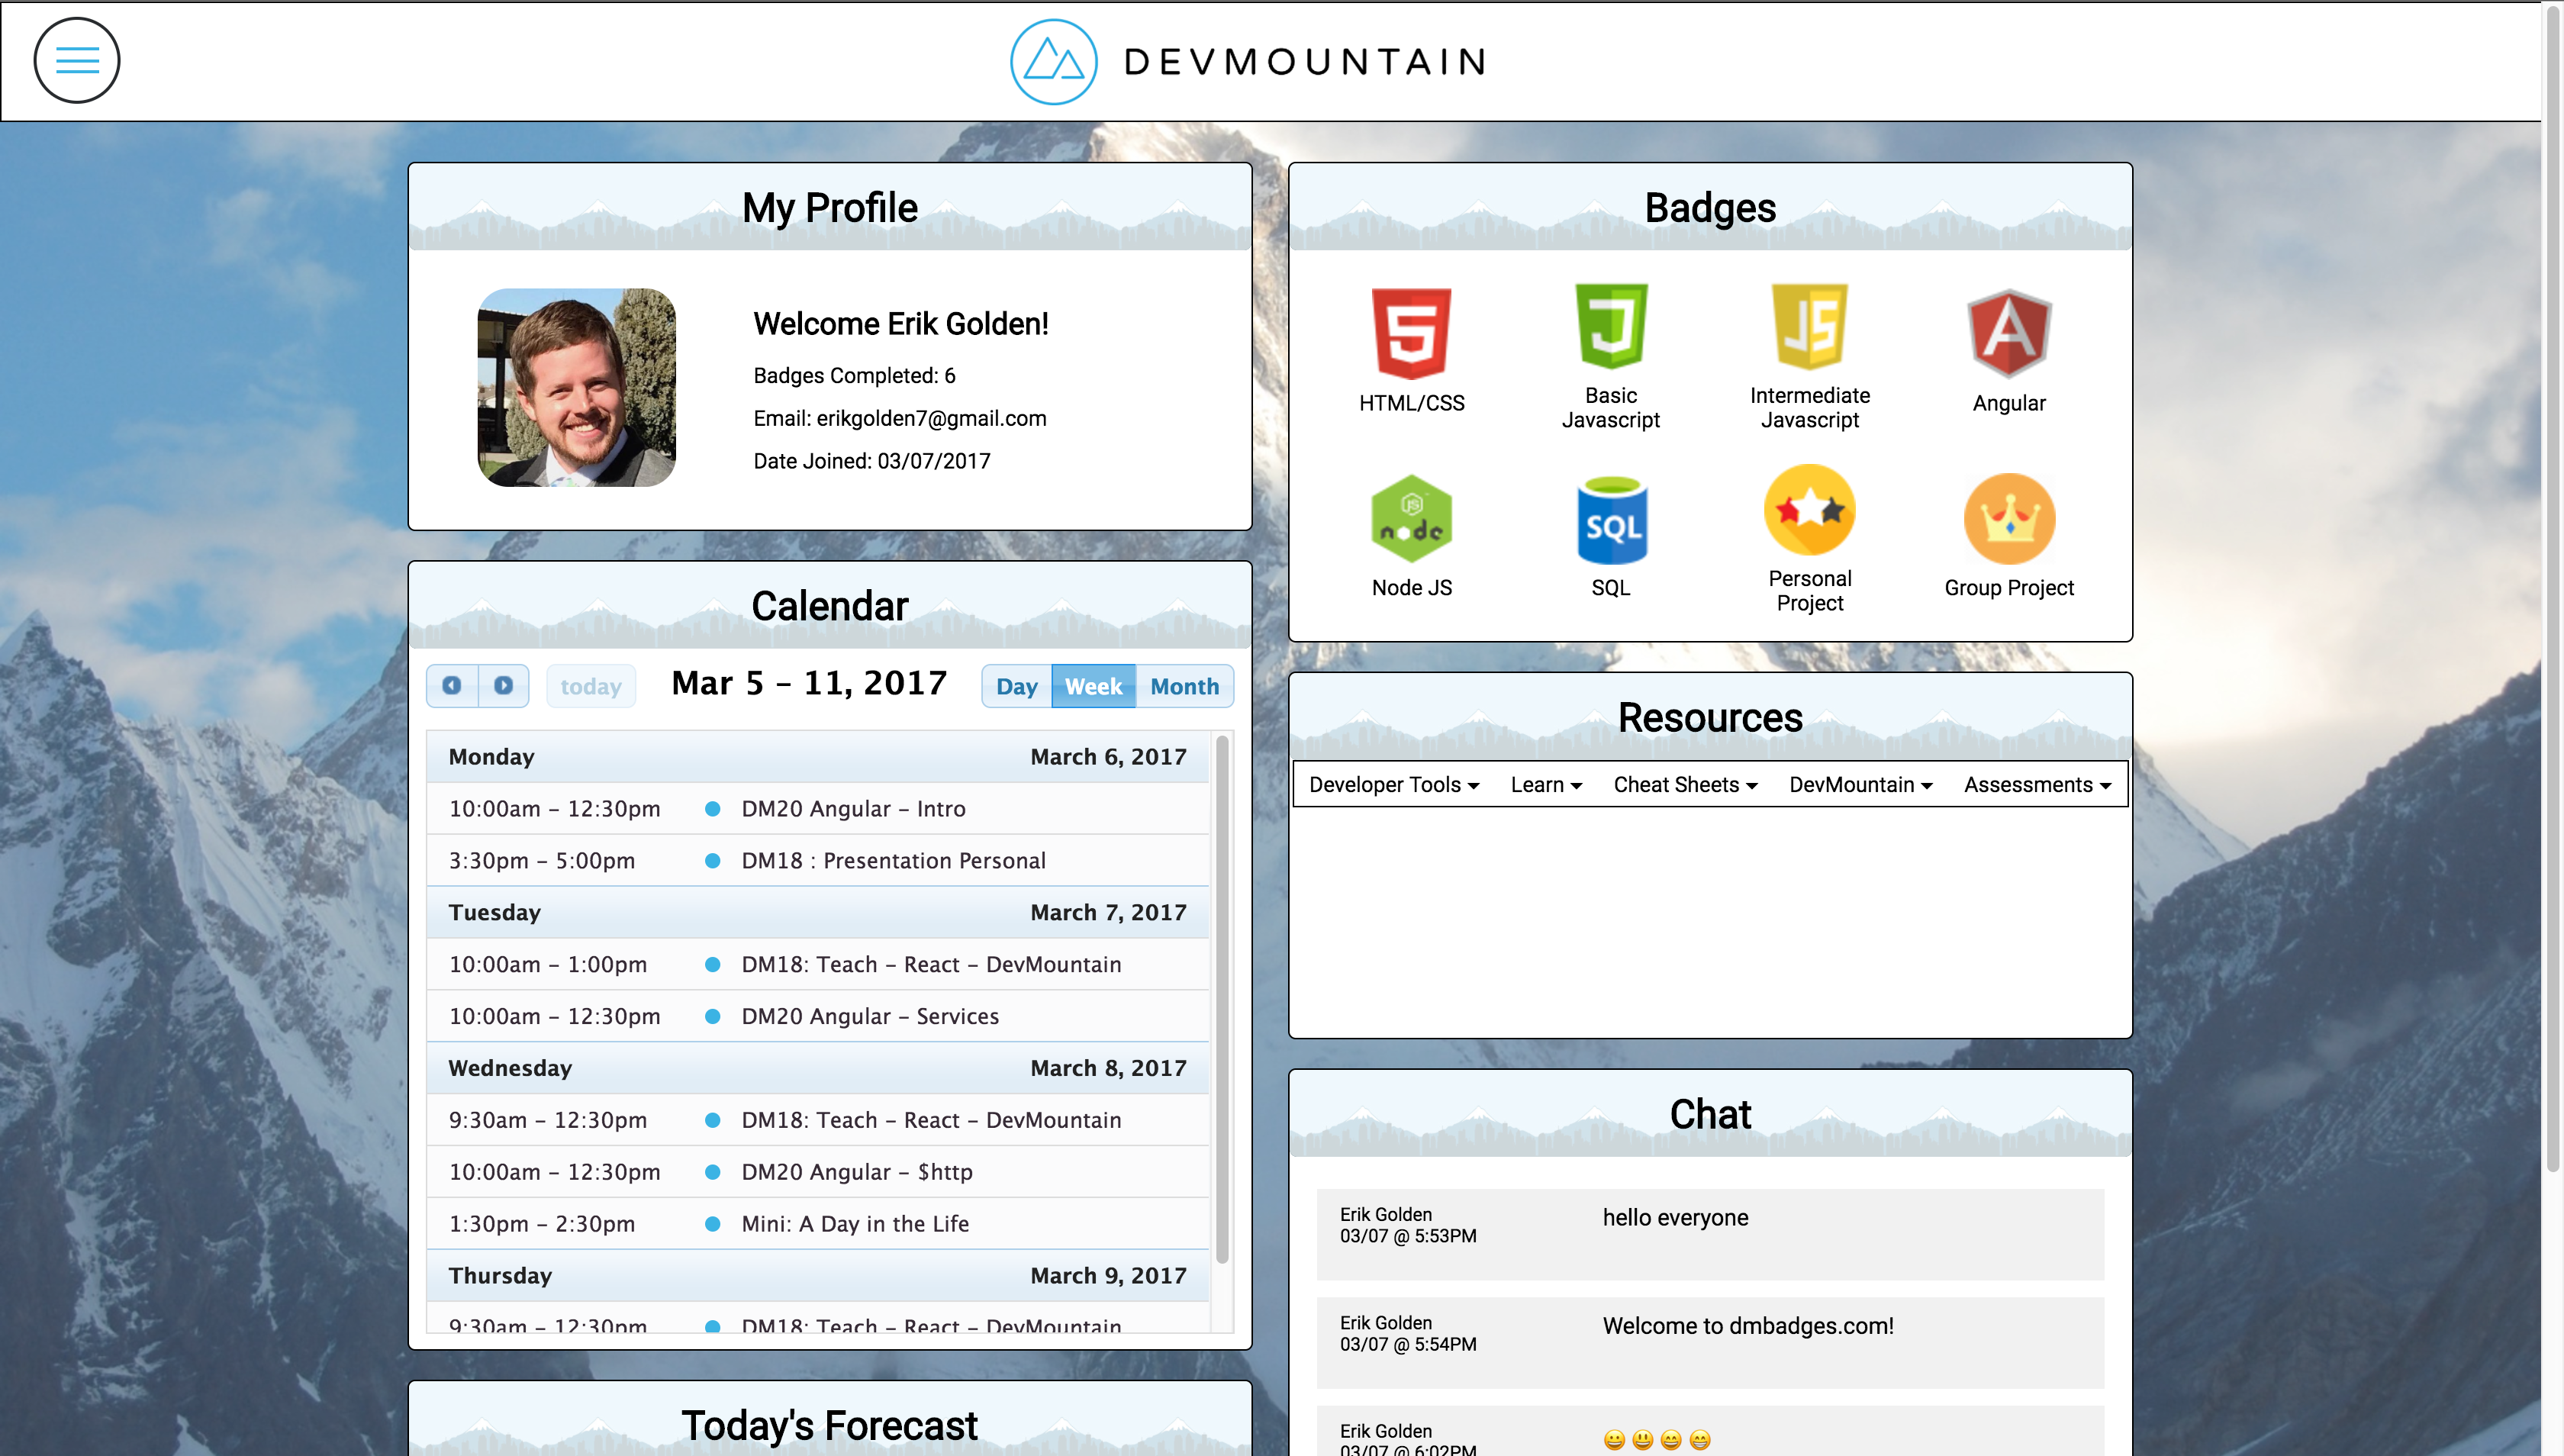 DEVMOUNTAIN
My Profile
Welcome Erik Golden!
Badges Completed: 6
Email: erikgolden7@gmail.com
Date Joined: 03/07/2017
Calendar
today
Mar 5 – 11, 2017
Day Week Month
Monday March 6, 2017
10:00am – 12:30pm DM20 Angular – Intro
3:30pm – 5:00pm DM18 : Presentation Personal
Tuesday March 7, 2017
10:00am – 1:00pm DM18: Teach – React – DevMountain
10:00am – 12:30pm DM20 Angular – Services
Wednesday March 8, 2017
9:30am – 12:30pm DM18: Teach – React – DevMountain
10:00am – 12:30pm DM20 Angular – $http
1:30pm – 2:30pm Mini: A Day in the Life
Thursday March 9, 2017
9:30am – 12:30pm DM18: Teach – React – DevMountain
Today's Forecast
Badges
5
J
JS
A
HTML/CSS
Basic
Javascript
Intermediate
Javascript
Angular
JS
node
SQL
Node JS
SQL
Personal
Project
Group Project
Resources
Developer Tools Learn Cheat Sheets DevMountain Assessments
Chat
Erik Golden
03/07 @ 5:53PM
hello everyone
Erik Golden
03/07 @ 5:54PM
Welcome to dmbadges.com!
Erik Golden
03/07 @ 6:02PM
😀 😃 😄 😁